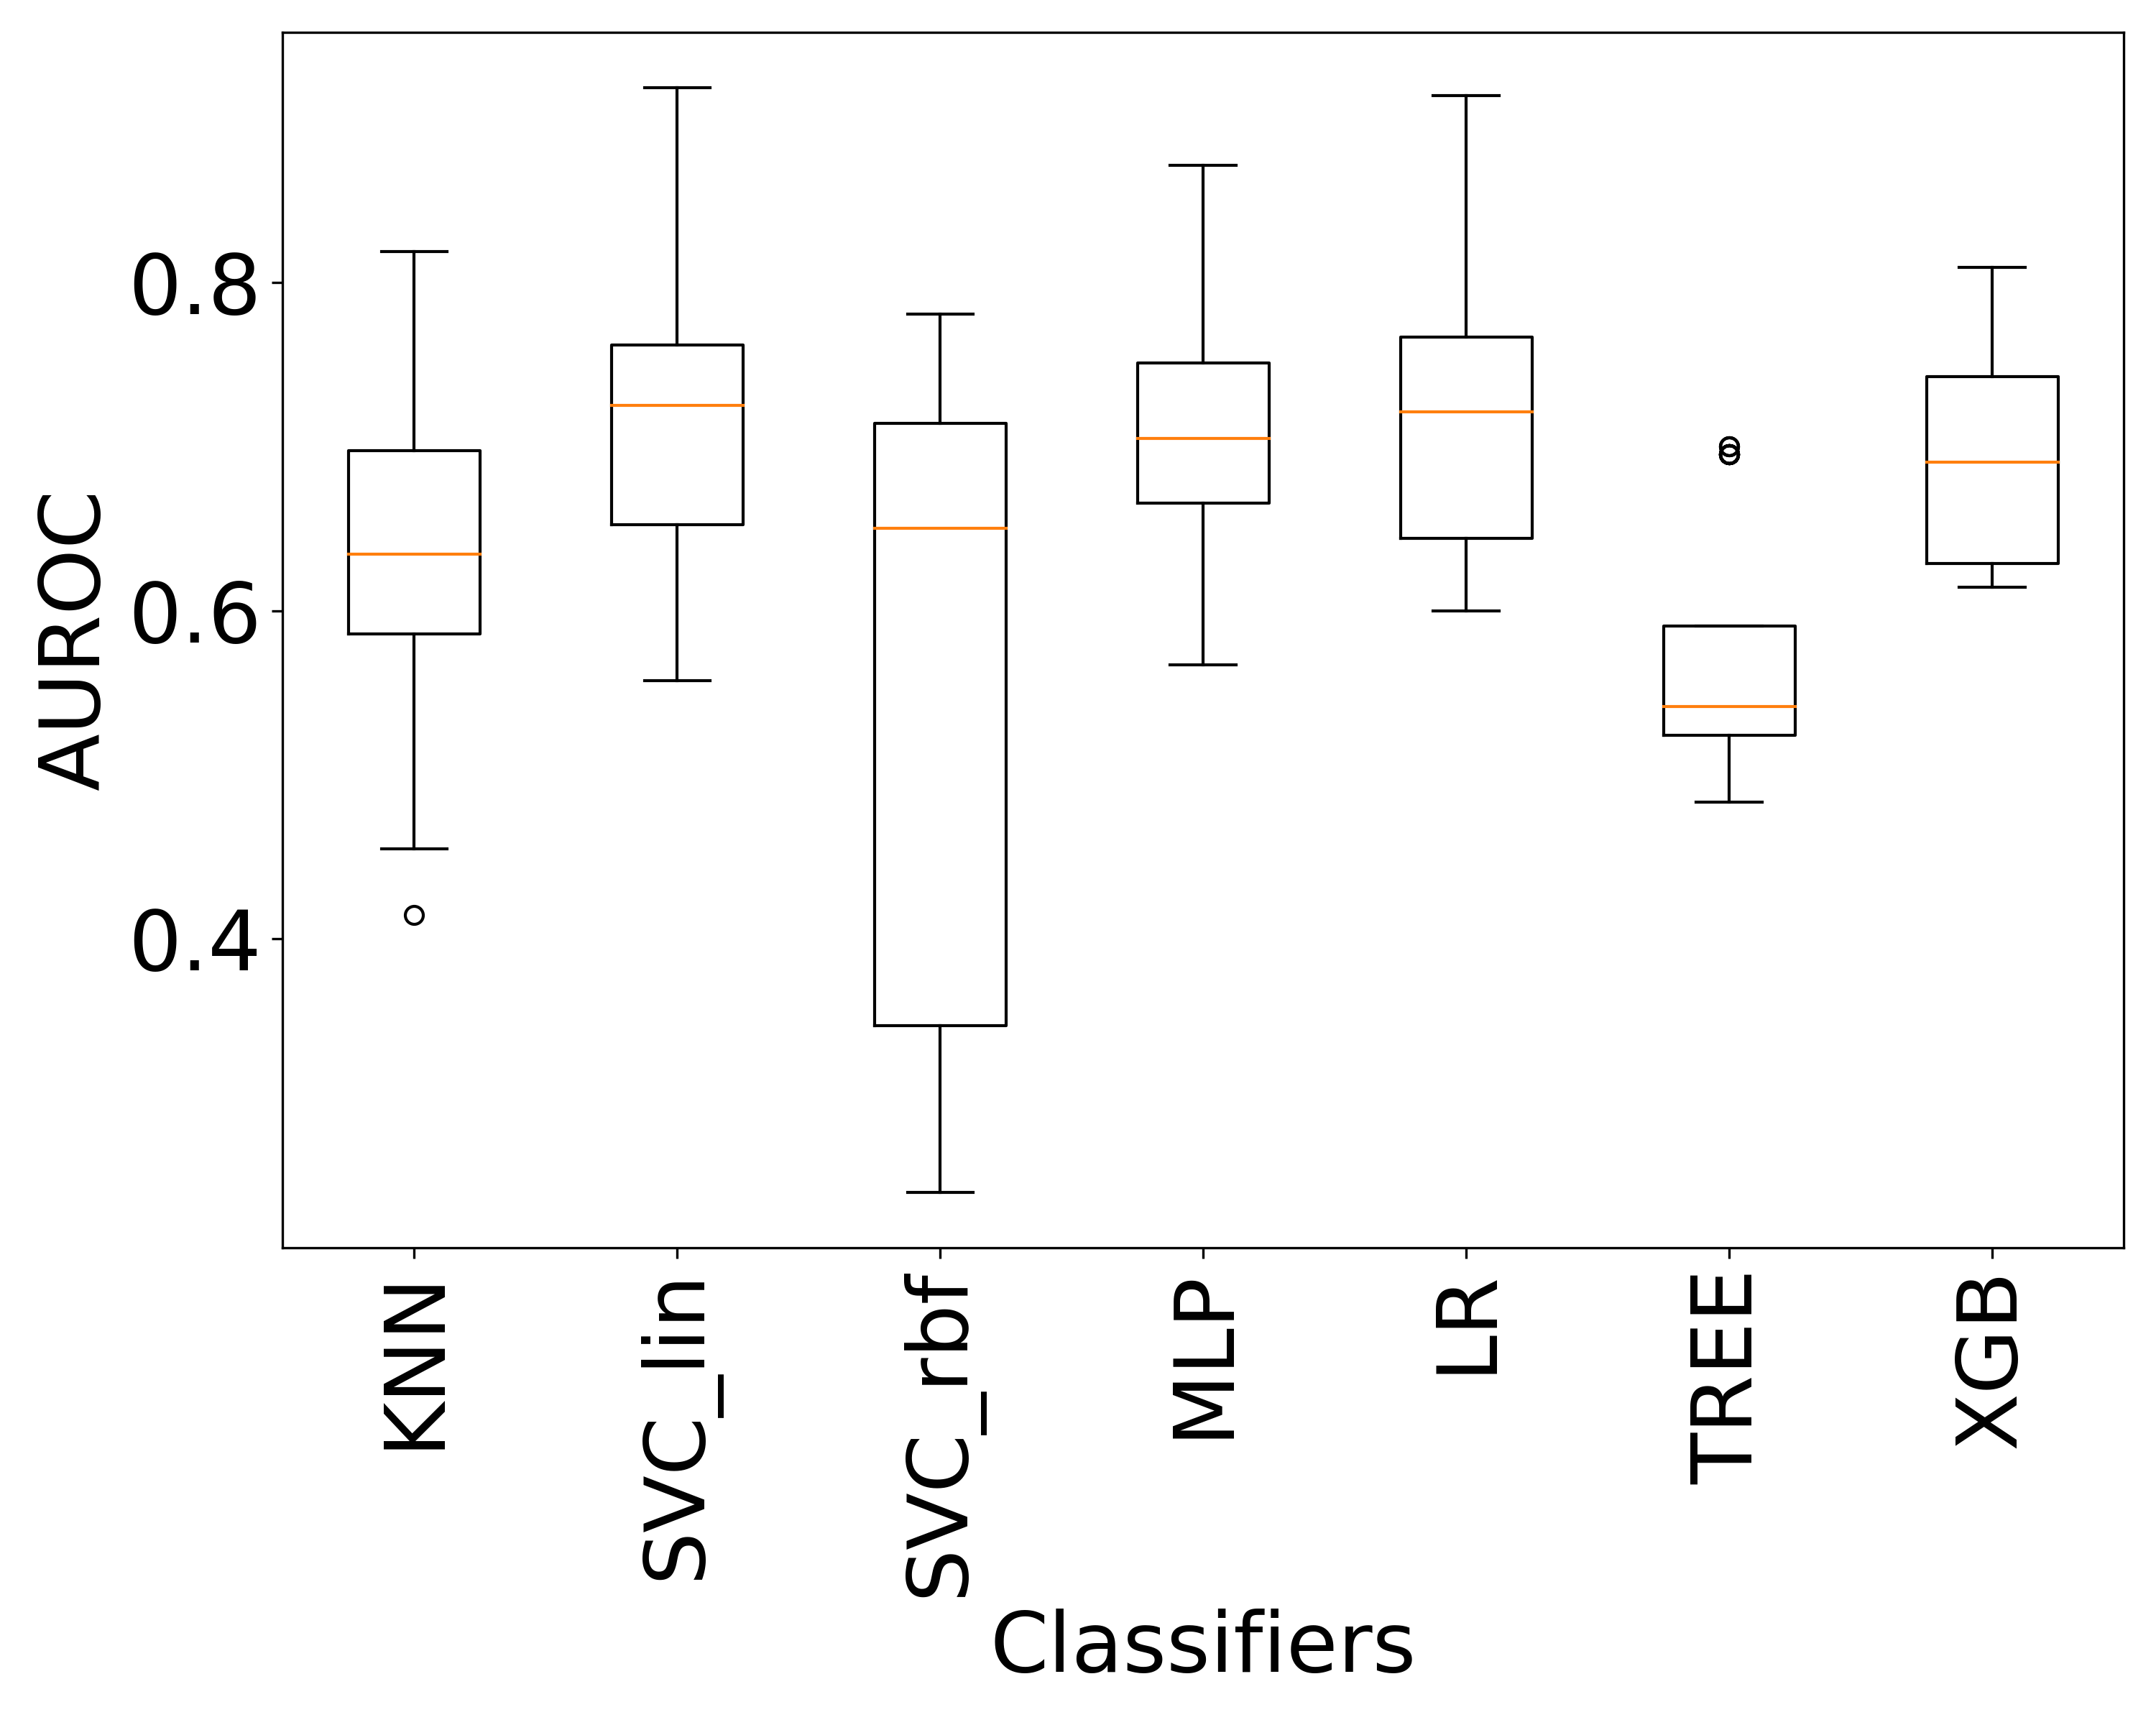 AUROC
0.8
0.6
0.4
KNN
SVC_lin
SVC_rbf
MLP
LR
TREE
XGB
Classifiers